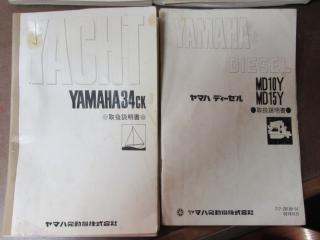 YACHT
YAMAHA34CK
◎取扱説明書◎
ヤマハ発動機株式会社
YAMAHA
DIESEL
ヤマハ ディーゼル
MD10Y
MD15Y
●取扱説明書●
ヤマハ発動機株式会社